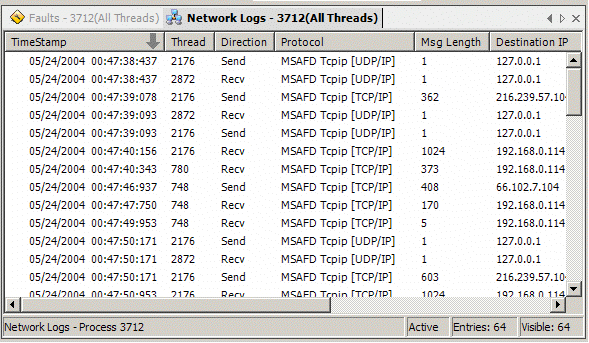 Faults - 3712(All Threads) Network Logs - 3712(All Threads)
TimeStamp Thread Direction Protocol Msg Length Destination IP
05/24/2004 00:47:38:437 2176 Send MSAFD Tcpip [UDP/IP] 1 127.0.0.1
05/24/2004 00:47:38:437 2872 Recv MSAFD Tcpip [UDP/IP] 1 127.0.0.1
05/24/2004 00:47:39:078 2176 Send MSAFD Tcpip [TCP/IP] 362 216.239.57.10
05/24/2004 00:47:39:093 2872 Recv MSAFD Tcpip [UDP/IP] 1 127.0.0.1
05/24/2004 00:47:39:093 2176 Send MSAFD Tcpip [UDP/IP] 1 127.0.0.1
05/24/2004 00:47:40:156 2176 Recv MSAFD Tcpip [TCP/IP] 1024 192.168.0.114
05/24/2004 00:47:40:343 780 Recv MSAFD Tcpip [TCP/IP] 373 192.168.0.114
05/24/2004 00:47:46:937 748 Send MSAFD Tcpip [TCP/IP] 408 66.102.7.104
05/24/2004 00:47:47:750 748 Recv MSAFD Tcpip [TCP/IP] 170 192.168.0.114
05/24/2004 00:47:49:953 748 Recv MSAFD Tcpip [TCP/IP] 5 192.168.0.114
05/24/2004 00:47:50:171 2176 Send MSAFD Tcpip [UDP/IP] 1 127.0.0.1
05/24/2004 00:47:50:171 2872 Recv MSAFD Tcpip [UDP/IP] 1 127.0.0.1
05/24/2004 00:47:50:171 2176 Send MSAFD Tcpip [TCP/IP] 603 216.239.57.10
05/24/2004 00:47:50:953 2176 Recv MSAFD Tcpip [TCP/IP] 1024 192.168.0.114
Network Logs - Process 3712 Active Entries: 64 Visible: 64